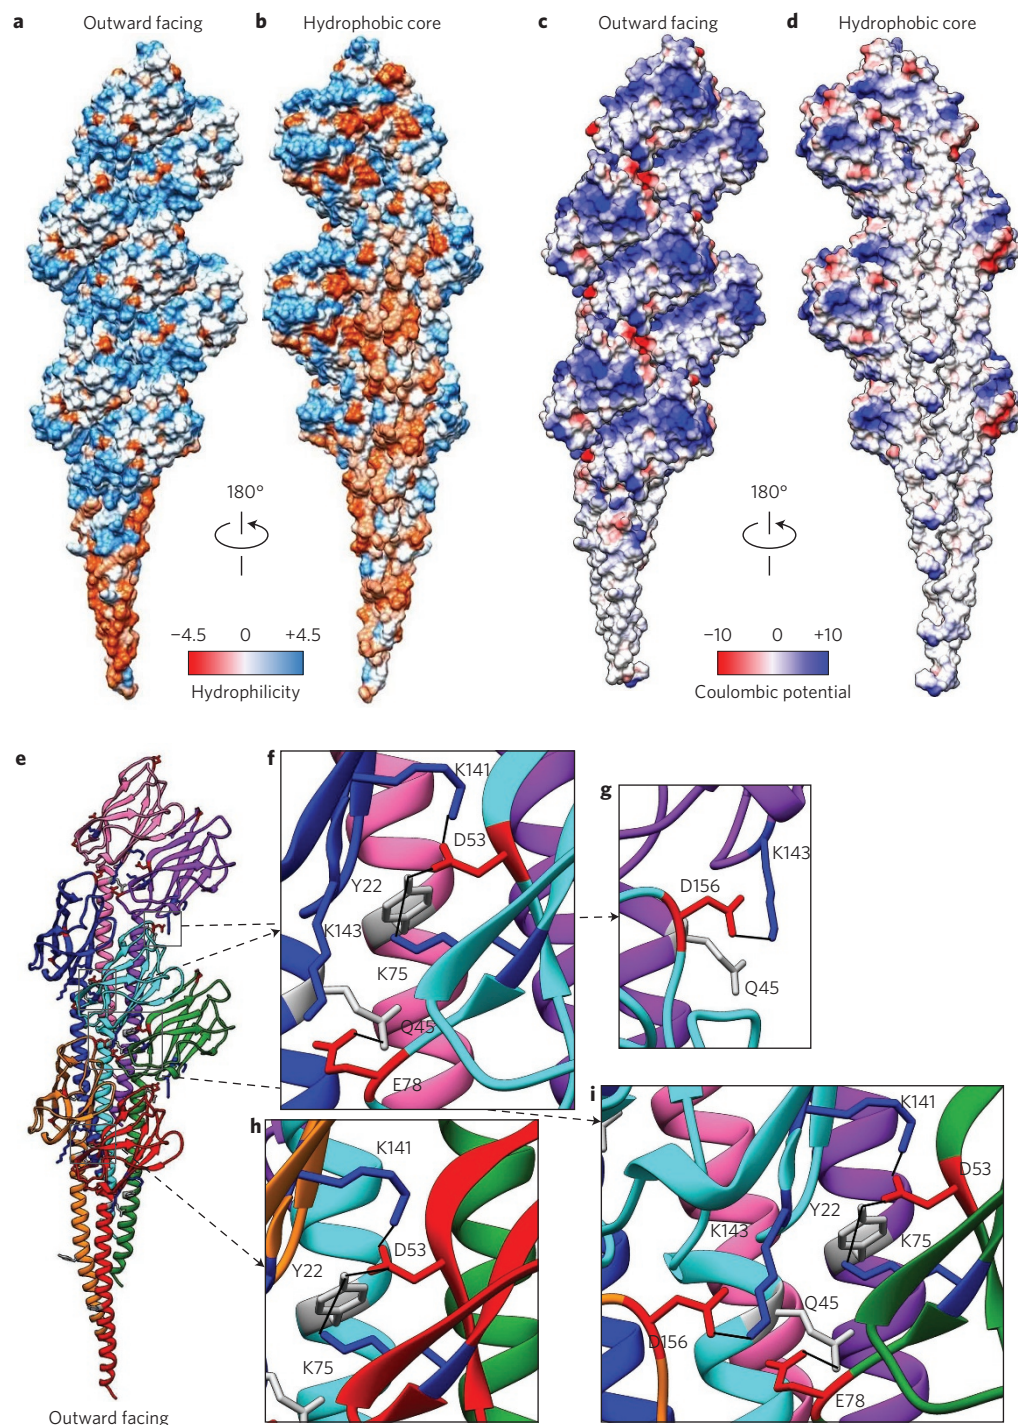 a Outward facing b Hydrophobic core c Outward facing d Hydrophobic core
180°
180°
−4.5 0 +4.5
Hydrophilicity
−10 0 +10
Coulombic potential
e
Outward facing
f
K141
D53
Y22
K143
K75
Q45
E78
g
K143
D156
Q45
h
K141
D53
Y22
K75
i
K141
D53
Y22
K143
K75
Q45
D156
E78